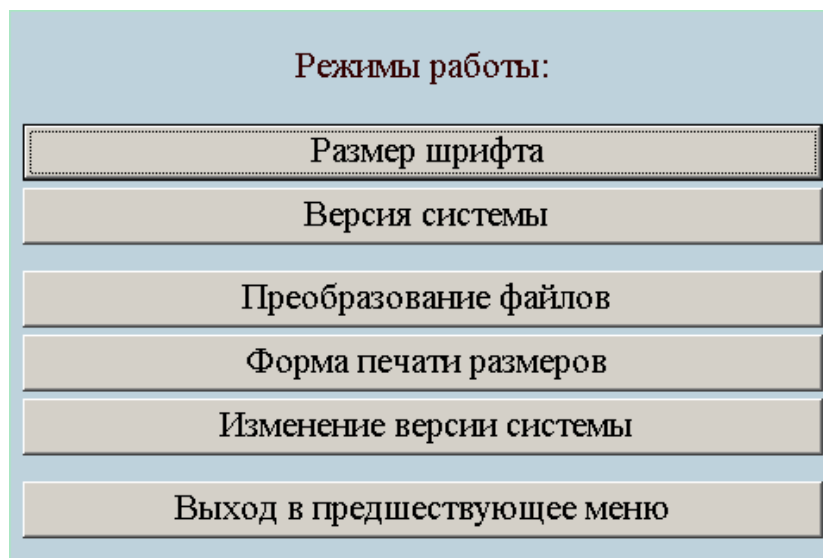 Режимы работы:
Размер шрифта
Версия системы
Преобразование файлов
Форма печати размеров
Изменение версии системы
Выход в предшествующее меню